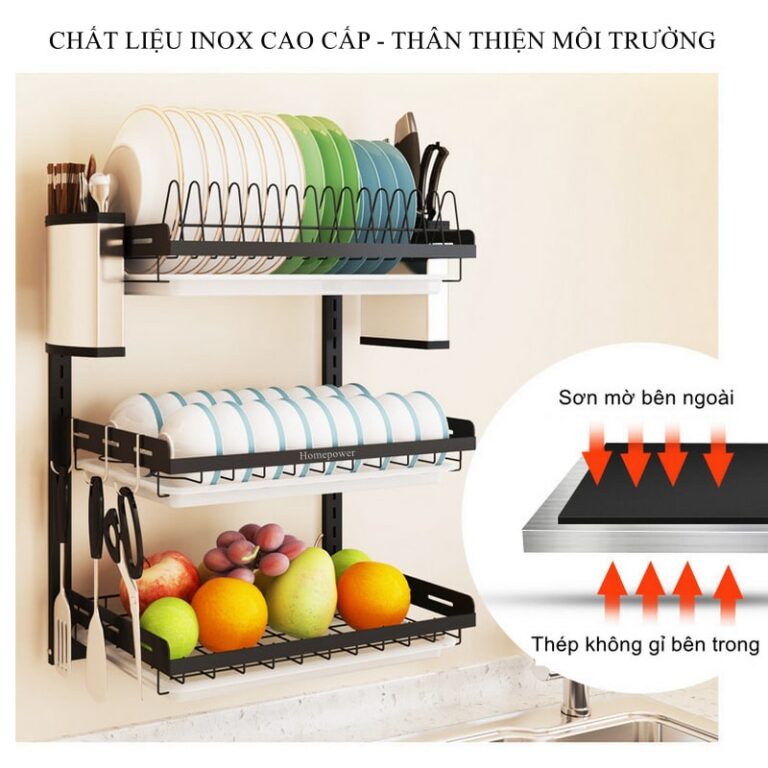 CHẤT LIỆU INOX CAO CẤP - THÂN THIỆN MÔI TRƯỜNG
Sơn mờ bên ngoài
Homepower
Thép không gỉ bên trong